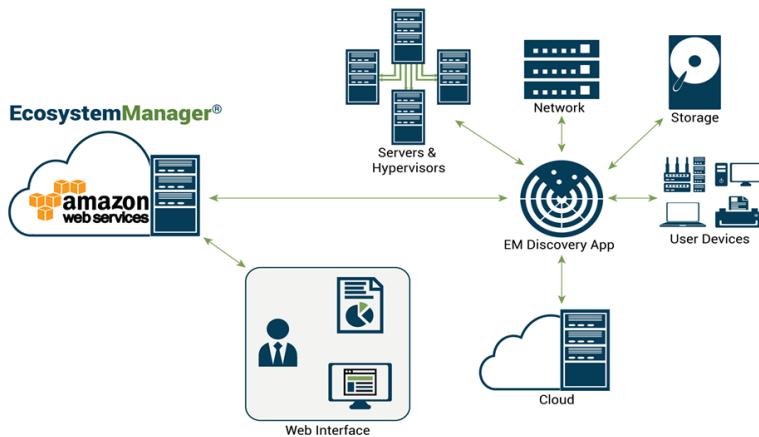 EcosystemManager®
amazon
web services
Servers &
Hypervisors
Network
Storage
EM Discovery App
User Devices
Cloud
Web Interface